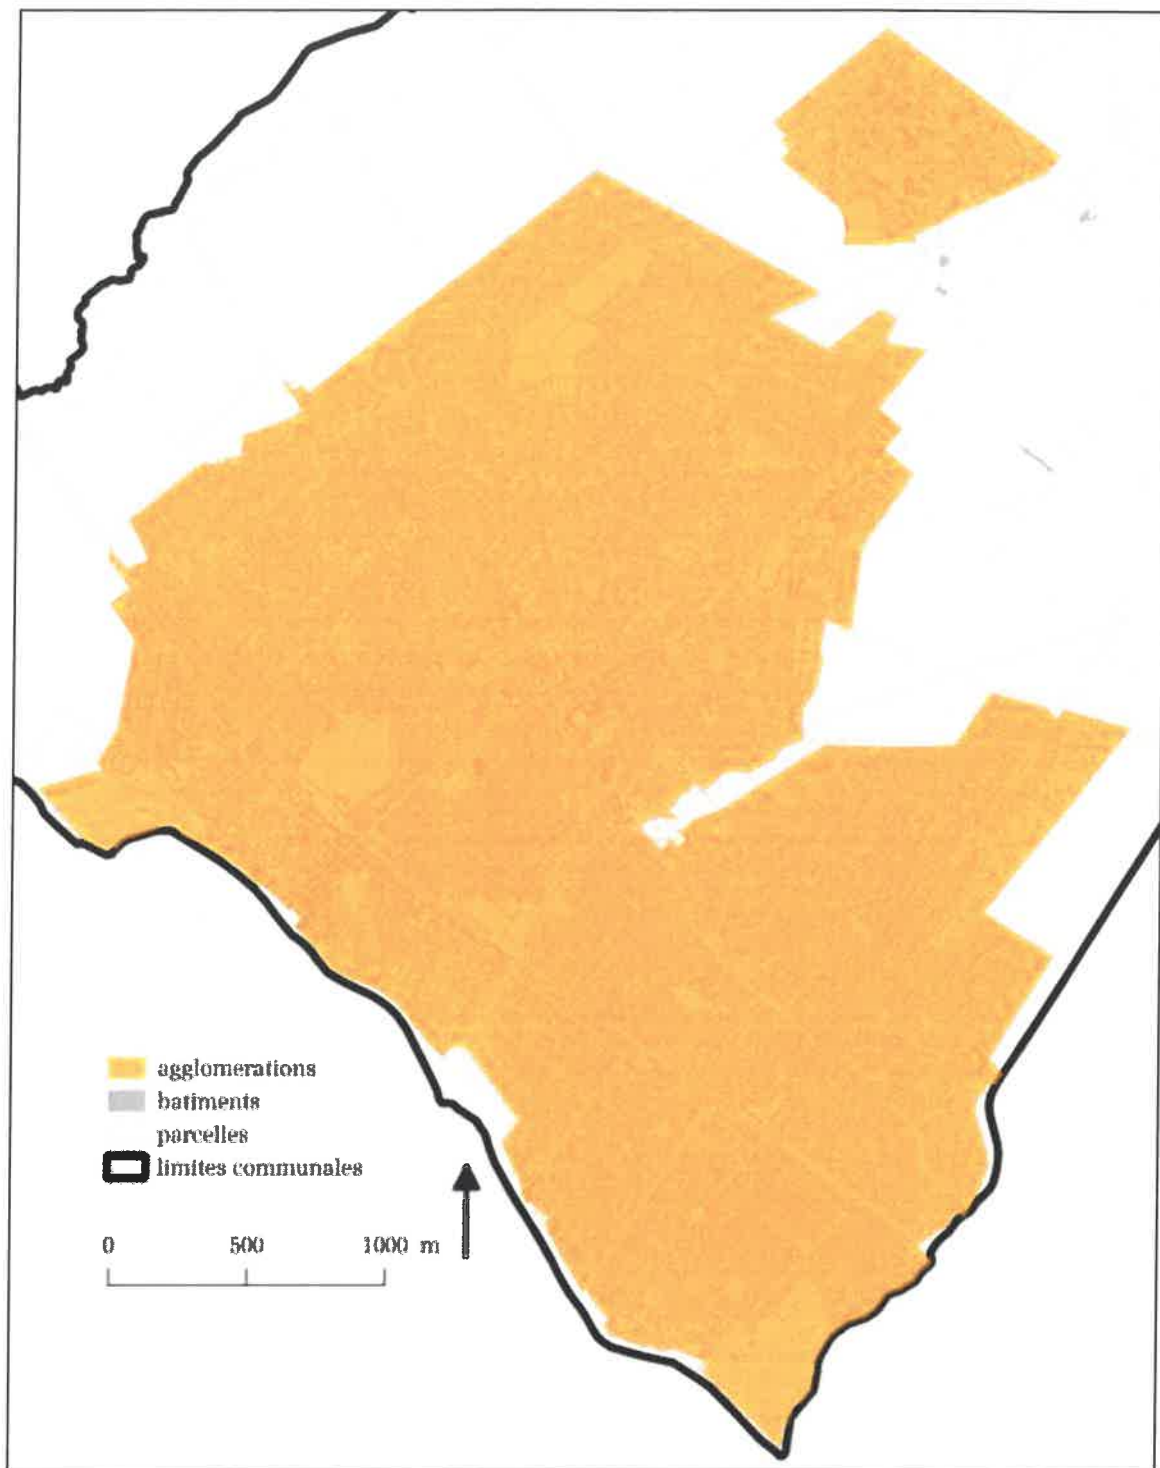 agglomerations
batiments
parcelles
limites communales
0 500 1000 m